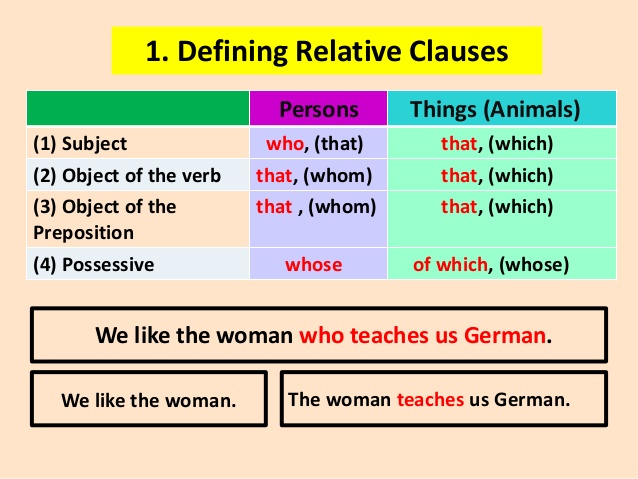 1. Defining Relative Clauses
Persons Things (Animals)
(1) Subject who, (that) that, (which)
(2) Object of the verb that, (whom) that, (which)
(3) Object of the that , (whom) that, (which)
Preposition
(4) Possessive whose of which, (whose)
We like the woman who teaches us German.
We like the woman. The woman teaches us German.